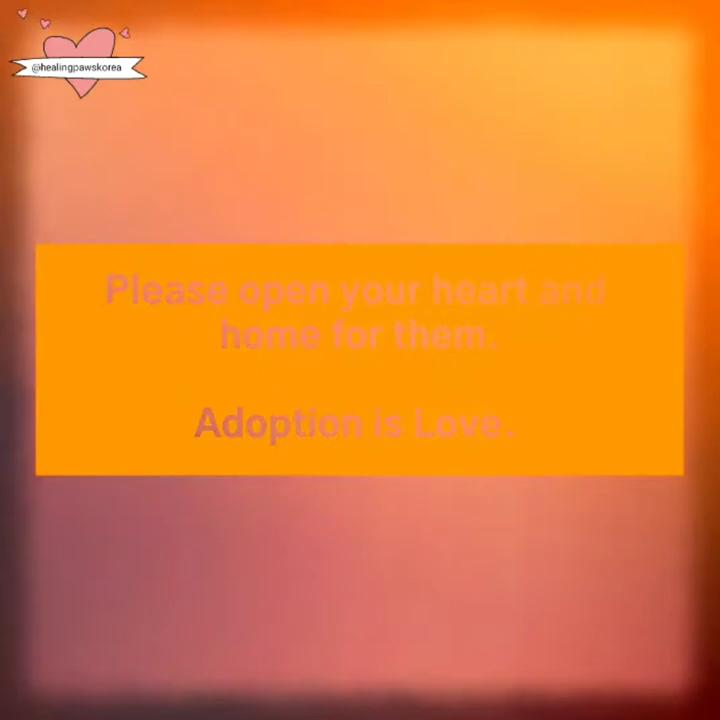 @healingpawskorea
Please open your heart and
home for them.
Adoption is Love.